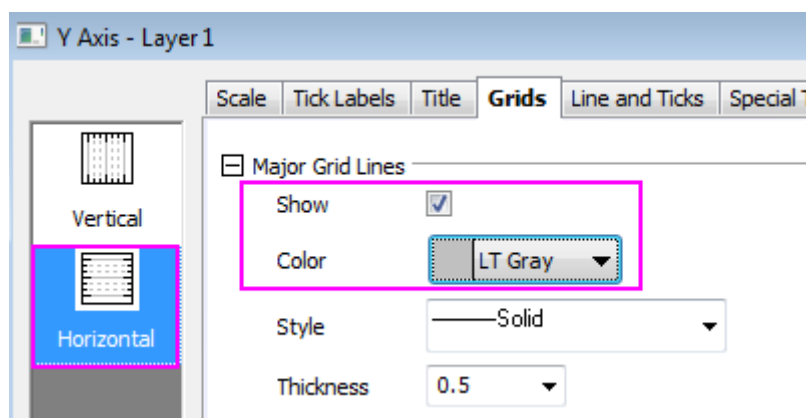 Y Axis - Layer 1
Scale Tick Labels Title Grids Line and Ticks Special
Major Grid Lines
Vertical
Show
Color LT Gray
Horizontal
Style Solid
Thickness 0.5